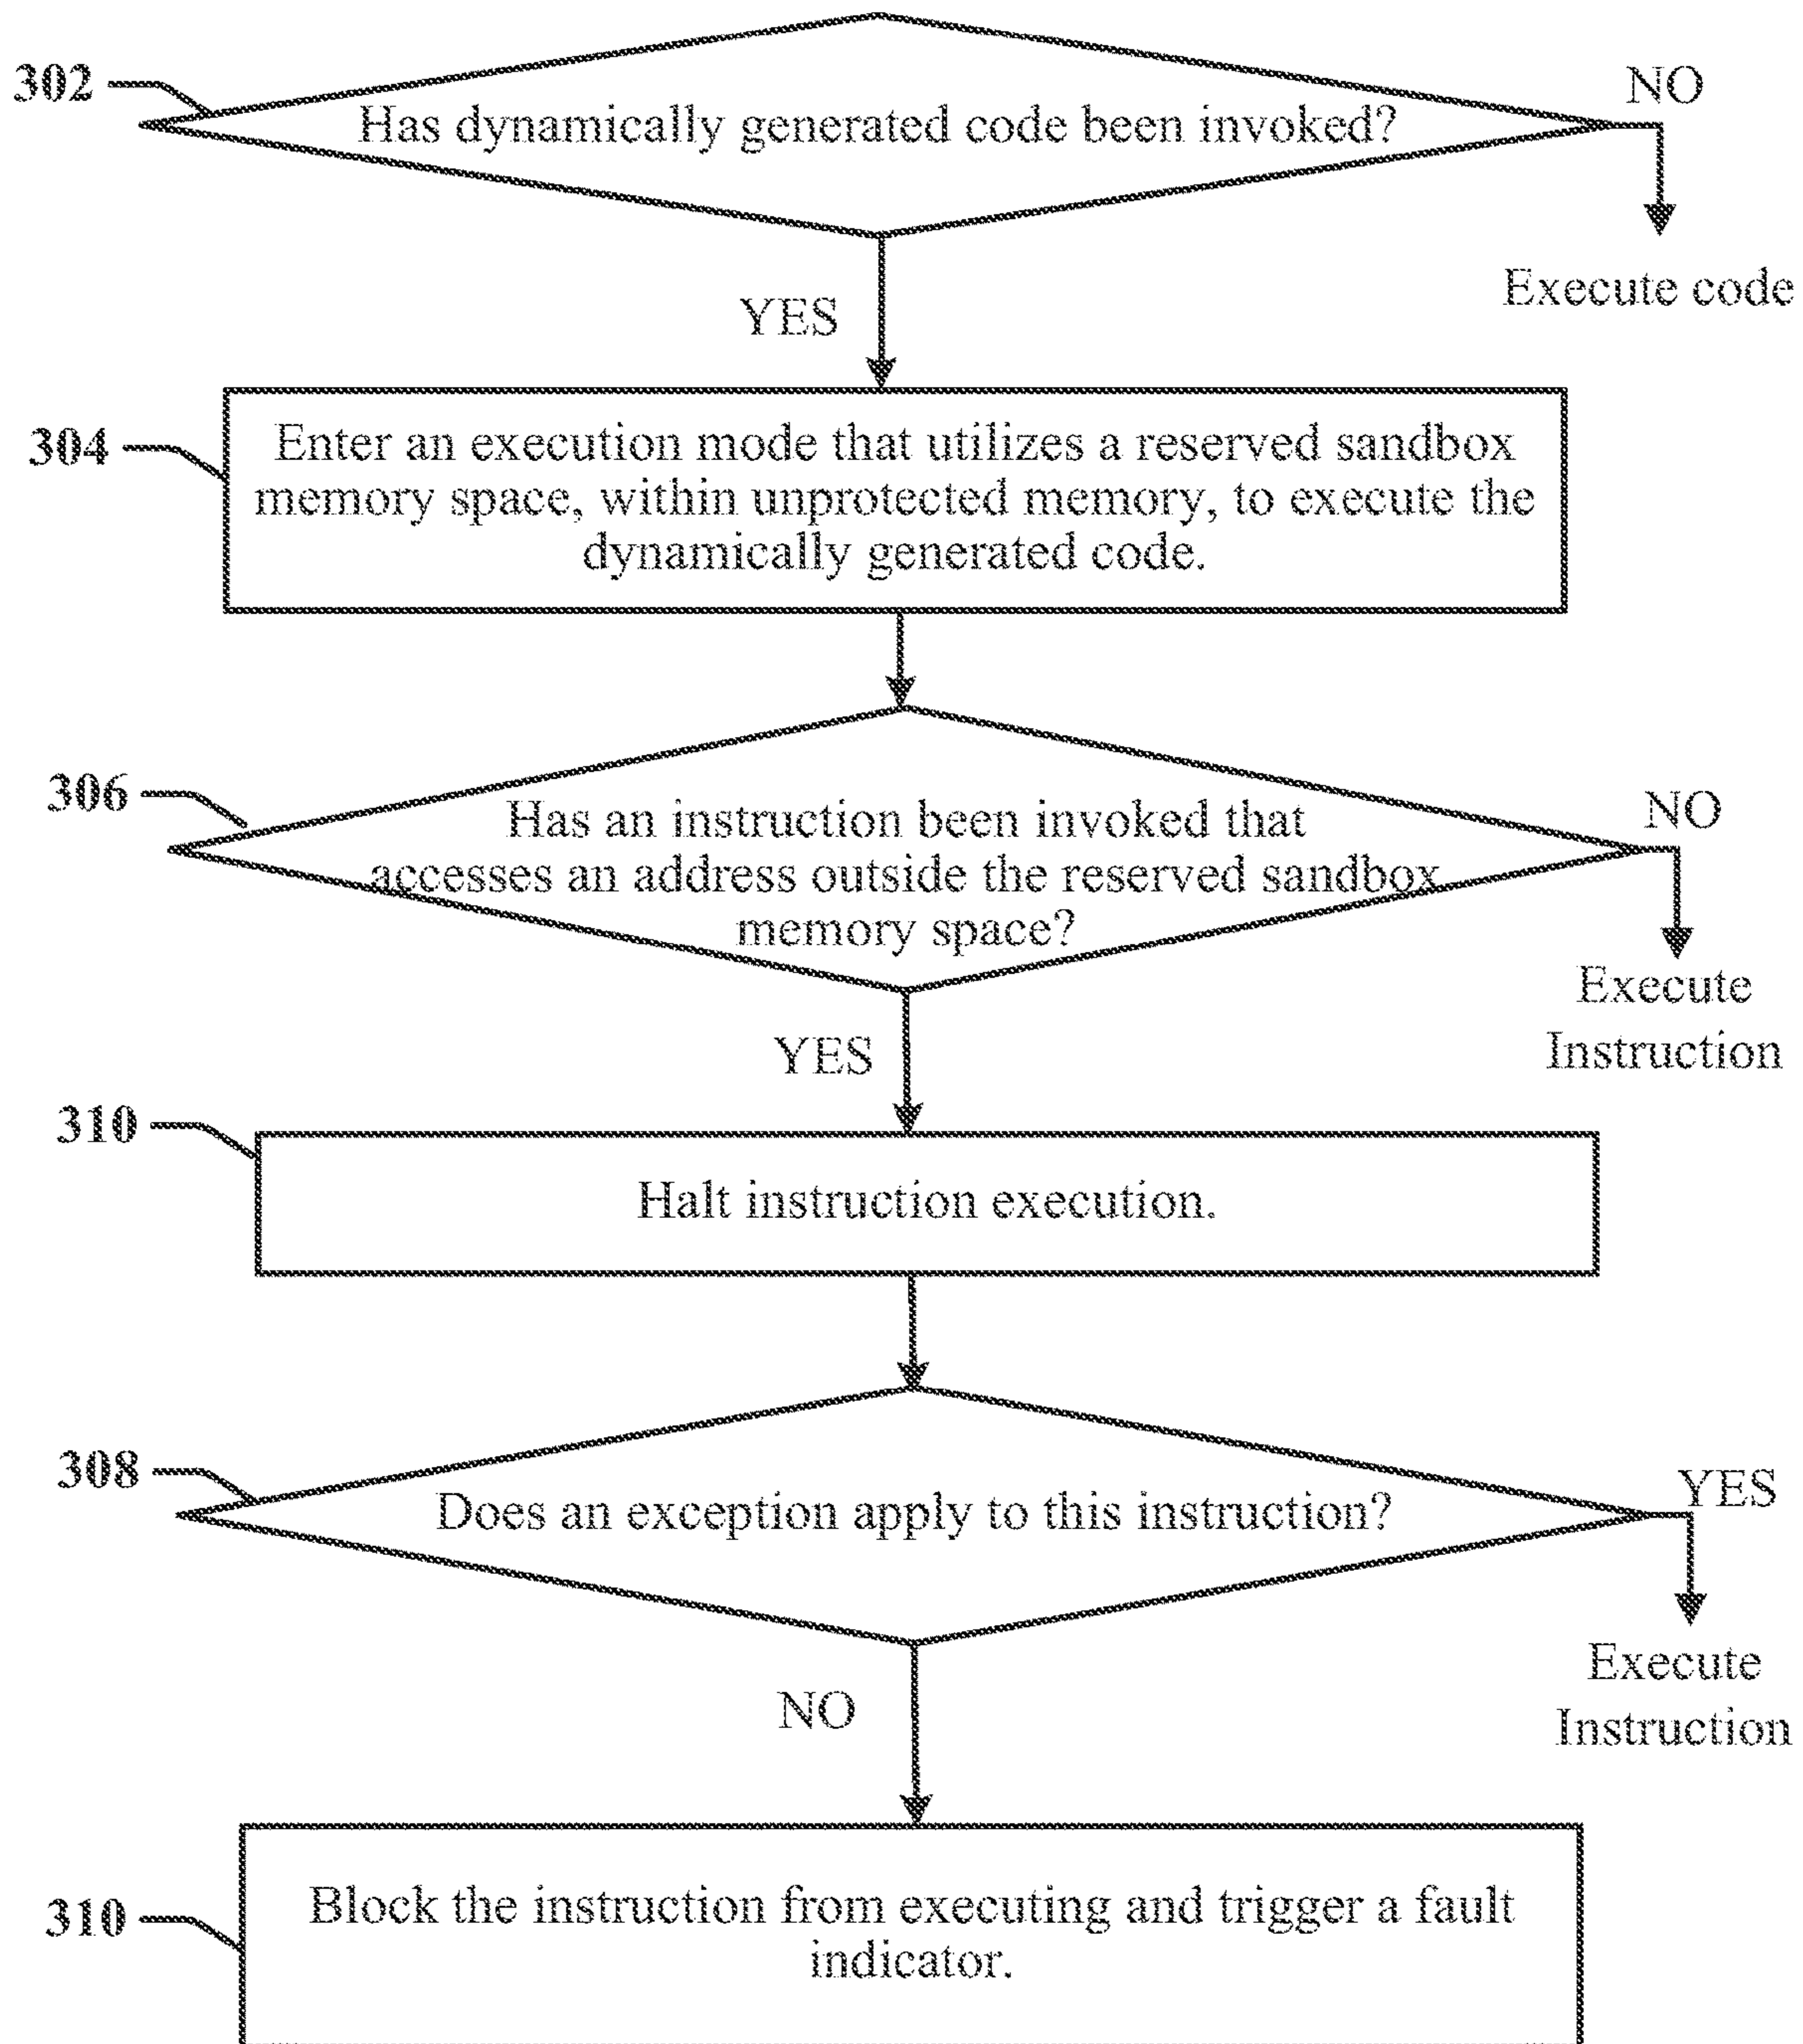 302
Has dynamically generated code been invoked?
NO
Execute code
YES
304
Enter an execution mode that utilizes a reserved sandbox
memory space, within unprotected memory, to execute the
dynamically generated code.
306
Has an instruction been invoked that
accesses an address outside the reserved sandbox
memory space?
NO
Execute
Instruction
YES
310
Halt instruction execution.
308
Does an exception apply to this instruction?
YES
Execute
Instruction
NO
310
Block the instruction from executing and trigger a fault
indicator.